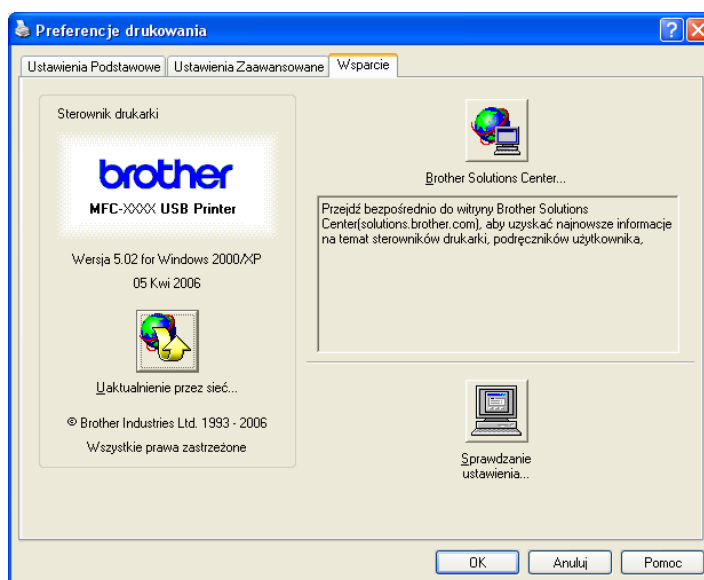 Preferencje drukowania
Ustawienia Podstawowe
Ustawienia Zaawansowane
Wsparcie
Sterownik drukarki
brother
MFC-XXXX USB Printer
Wersja 5.02 for Windows 2000/XP
05 Kwi 2006
Uaktualnienie przez sieć...
© Brother Industries Ltd. 1993 - 2006
Wszystkie prawa zastrzeżone
Brother Solutions Center...
Przejdź bezpośrednio do witryny Brother Solutions
Center(solutions.brother.com), aby uzyskać najnowsze informacje
na temat sterowników drukarki, podręczników użytkownika,
Sprawdzanie
ustawienia...
OK
Anuluj
Pomoc